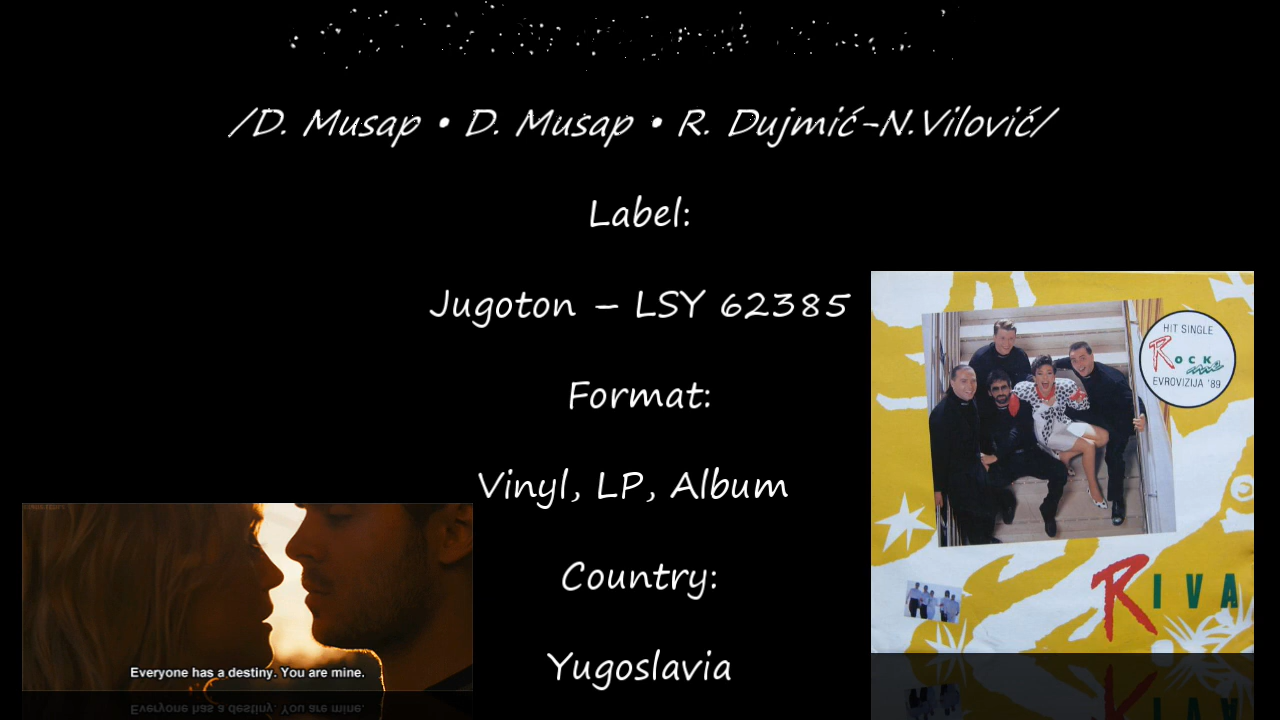 /D. Musap • D. Musap • R. Dujmić-N.Vilović/
Label:
Jugoton – LSY 62385
Format:
Vinyl, LP, Album
Country:
Yugoslavia
HIT SINGLE
ROCK
me
EVROVIZIJA '89
RIVA
Everyone has a destiny. You are mine.